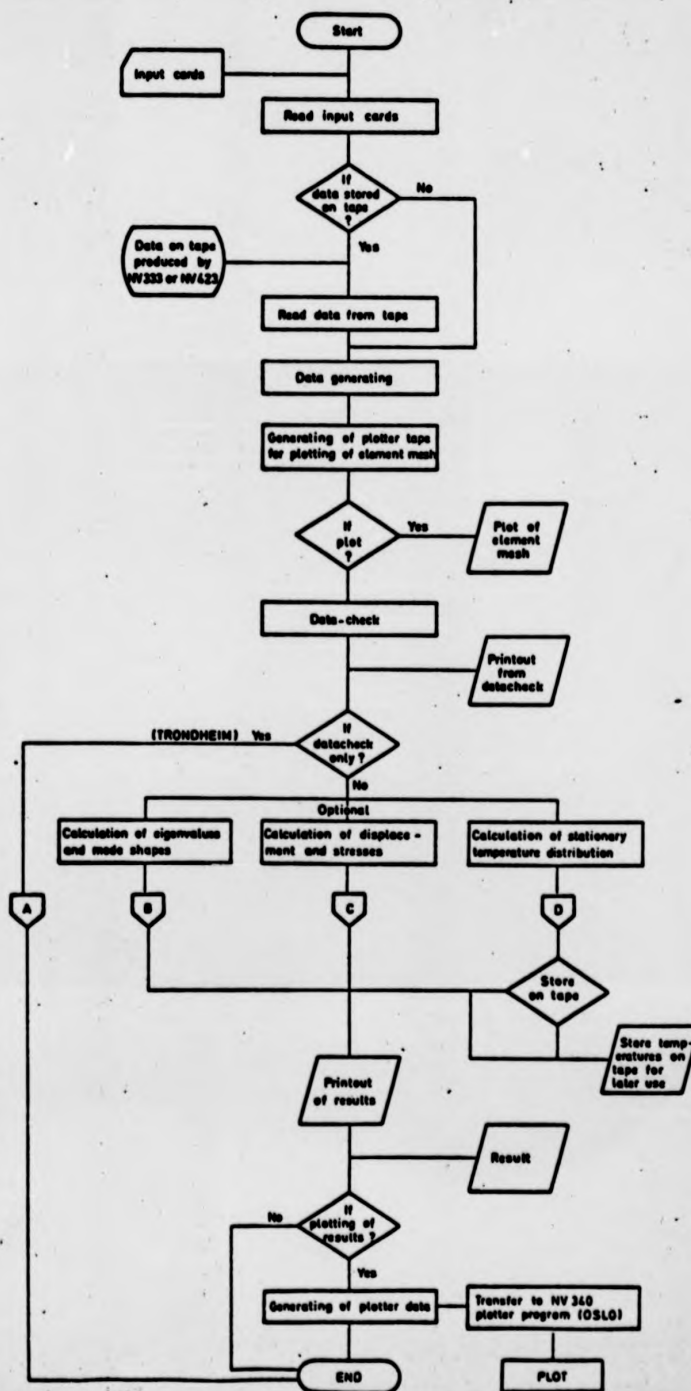 Start
Input cards
Read input cards
If
data stored
on tape
?
No
Yes
Data on tape
produced by
NV333 or NV423
Read data from tape
Data generating
Generating of plotter tape
for plotting of element mesh
If
plot
?
Yes
Plot of
element
mesh
Data-check
Printout
from
datacheck
If
datacheck
only ?
(TRONDHEIM) Yes
No
Optional
Calculation of eigenvalues
and mode shapes
Calculation of displace -
ment and stresses
Calculation of stationary
temperature distribution
A
B
C
D
Store
on tape
Store temp-
eratures on
tape for
later use
Printout
of results
Result
If
plotting of
results ?
No
Yes
Generating of plotter data
Transfer to NV 340
plotter program (OSLO)
END
PLOT